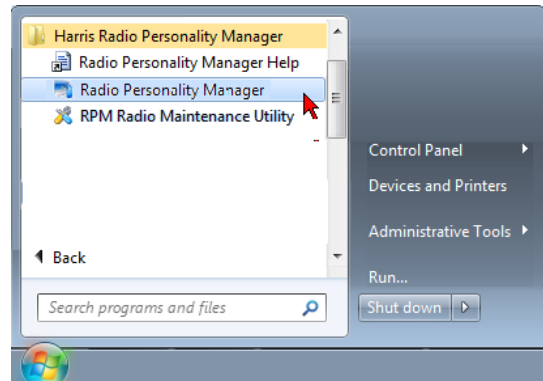 Harris Radio Personality Manager
Radio Personality Manager Help
Radio Personality Manager
RPM Radio Maintenance Utility
Back
Search programs and files
Control Panel
Devices and Printers
Administrative Tools
Run...
Shut down